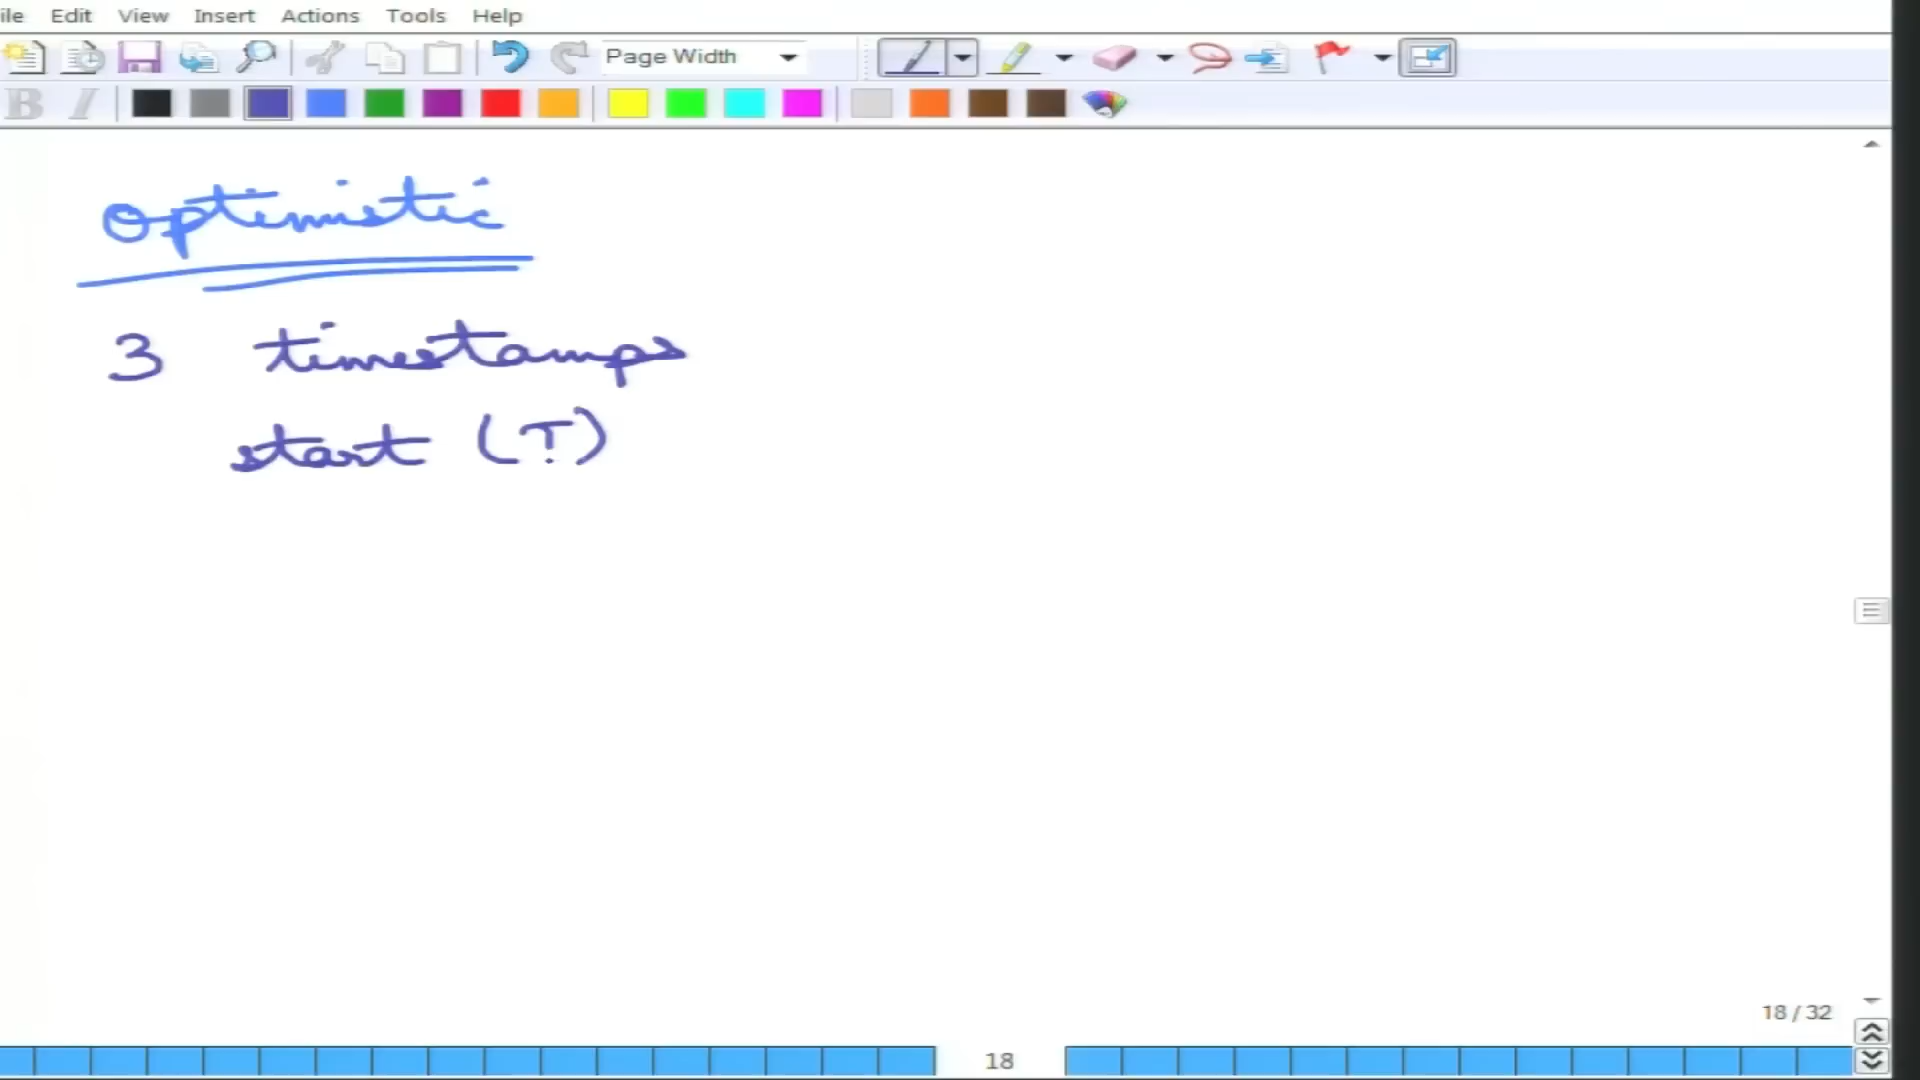 ile Edit View Insert Actions Tools Help
Page Width
B I
Optimistic
3 timestamps
start (T)
18 / 32
18